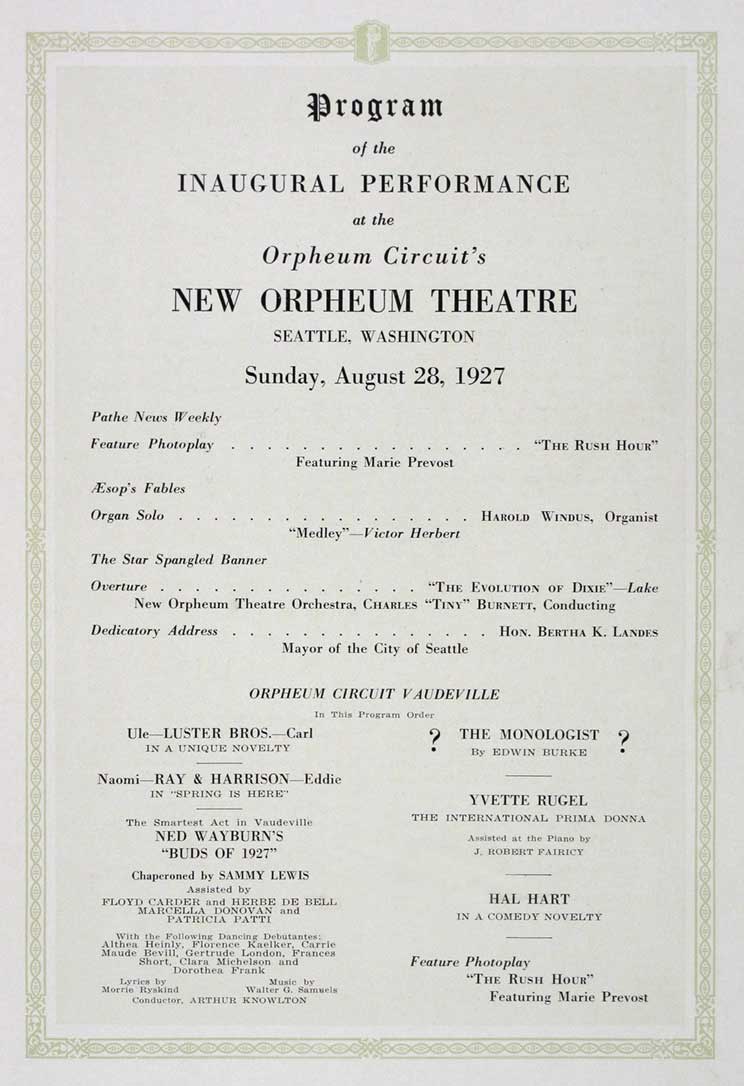 Program
of the
INAUGURAL PERFORMANCE
at the
Orpheum Circuit's
NEW ORPHEUM THEATRE
SEATTLE, WASHINGTON
Sunday, August 28, 1927
Pathe News Weekly
Feature Photoplay . . . . . . . . . . . . . . . . . "THE RUSH HOUR"
Featuring Marie Prevost
Æsop's Fables
Organ Solo . . . . . . . . . . . . . . . . . HAROLD WINDUS, Organist
"Medley"—Victor Herbert
The Star Spangled Banner
Overture . . . . . . . . . . . . . . . "THE EVOLUTION OF DIXIE"—Lake
New Orpheum Theatre Orchestra, CHARLES "TINY" BURNETT, Conducting
Dedicatory Address . . . . . . . . . . . . . . . HON. BERTHA K. LANDES
Mayor of the City of Seattle
ORPHEUM CIRCUIT VAUDEVILLE
In This Program Order
Ule—LUSTER BROS.—Carl
IN A UNIQUE NOVELTY
Naomi—RAY & HARRISON—Eddie
IN "SPRING IS HERE"
The Smartest Act in Vaudeville
NED WAYBURN'S
"BUDS OF 1927"
Chaperoned by SAMMY LEWIS
Assisted by
FLOYD CARDER and HERBE DE BELL
MARCELLA DONOVAN and
PATRICIA PATTI
With the Following Dancing Debutantes:
Althea Heinly, Florence Kaelker, Carrie
Maude Bevill, Gertrude London, Frances
Short, Clara Michelson and
Dorothea Frank
Lyrics by Music by
Morrie Ryskind Walter G. Samuels
Conductor, ARTHUR KNOWLTON
? THE MONOLOGIST ?
By EDWIN BURKE
YVETTE RUGEL
THE INTERNATIONAL PRIMA DONNA
Assisted at the Piano by
J. ROBERT FAIRICY
HAL HART
IN A COMEDY NOVELTY
Feature Photoplay
"THE RUSH HOUR"
Featuring Marie Prevost